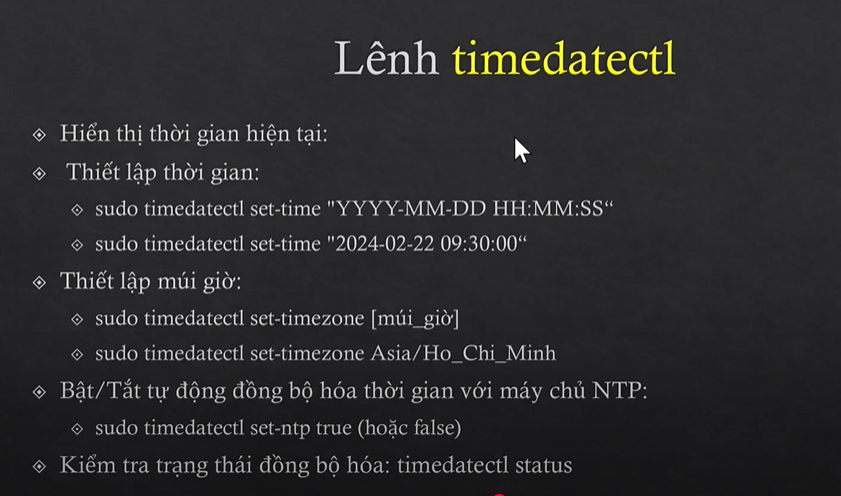 Lênh timedatectl
Hiển thị thời gian hiện tại:
Thiết lập thời gian:
sudo timedatectl set-time "YYYY-MM-DD HH:MM:SS“
sudo timedatectl set-time "2024-02-22 09:30:00“
Thiết lập múi giờ:
sudo timedatectl set-timezone [múi_giờ]
sudo timedatectl set-timezone Asia/Ho_Chi_Minh
Bật/Tắt tự động đồng bộ hóa thời gian với máy chủ NTP:
sudo timedatectl set-ntp true (hoặc false)
Kiểm tra trạng thái đồng bộ hóa: timedatectl status